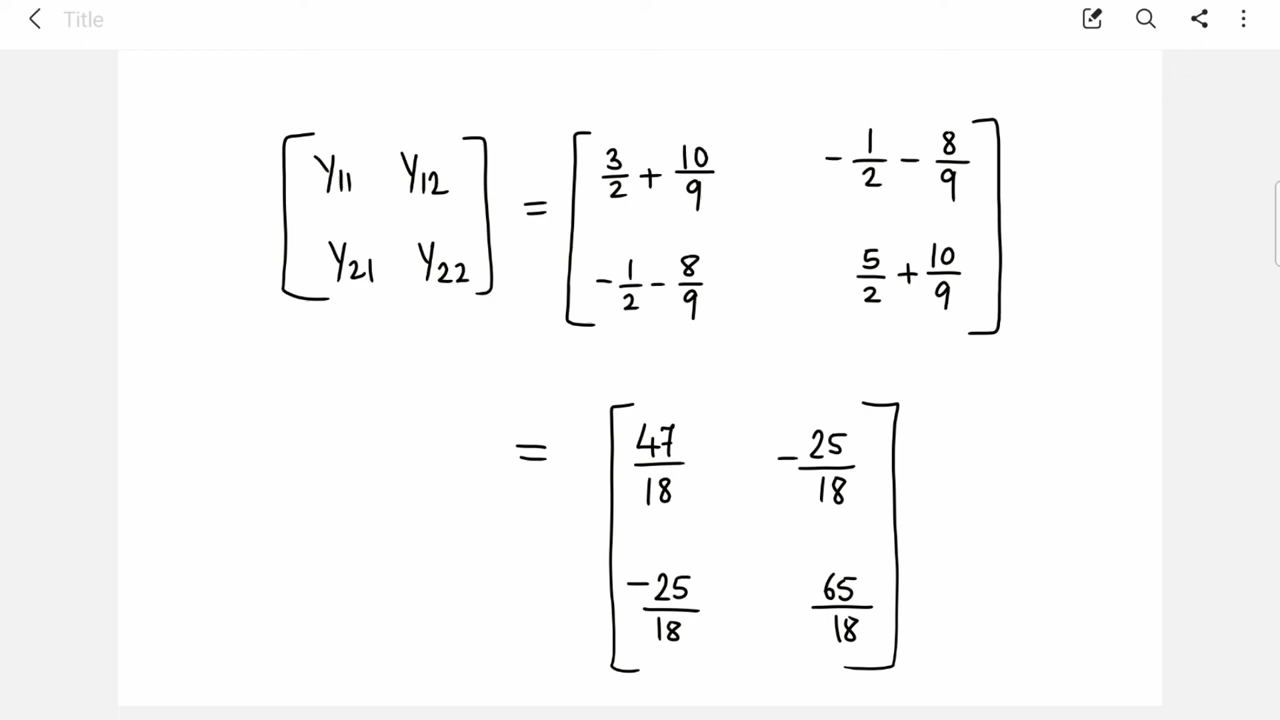 Title
[Y11 Y12
Y21 Y22] = [3/2 + 10/9 -1/2 - 8/9
-1/2 - 8/9 5/2 + 10/9]
= [47/18 -25/18
-25/18 65/18]